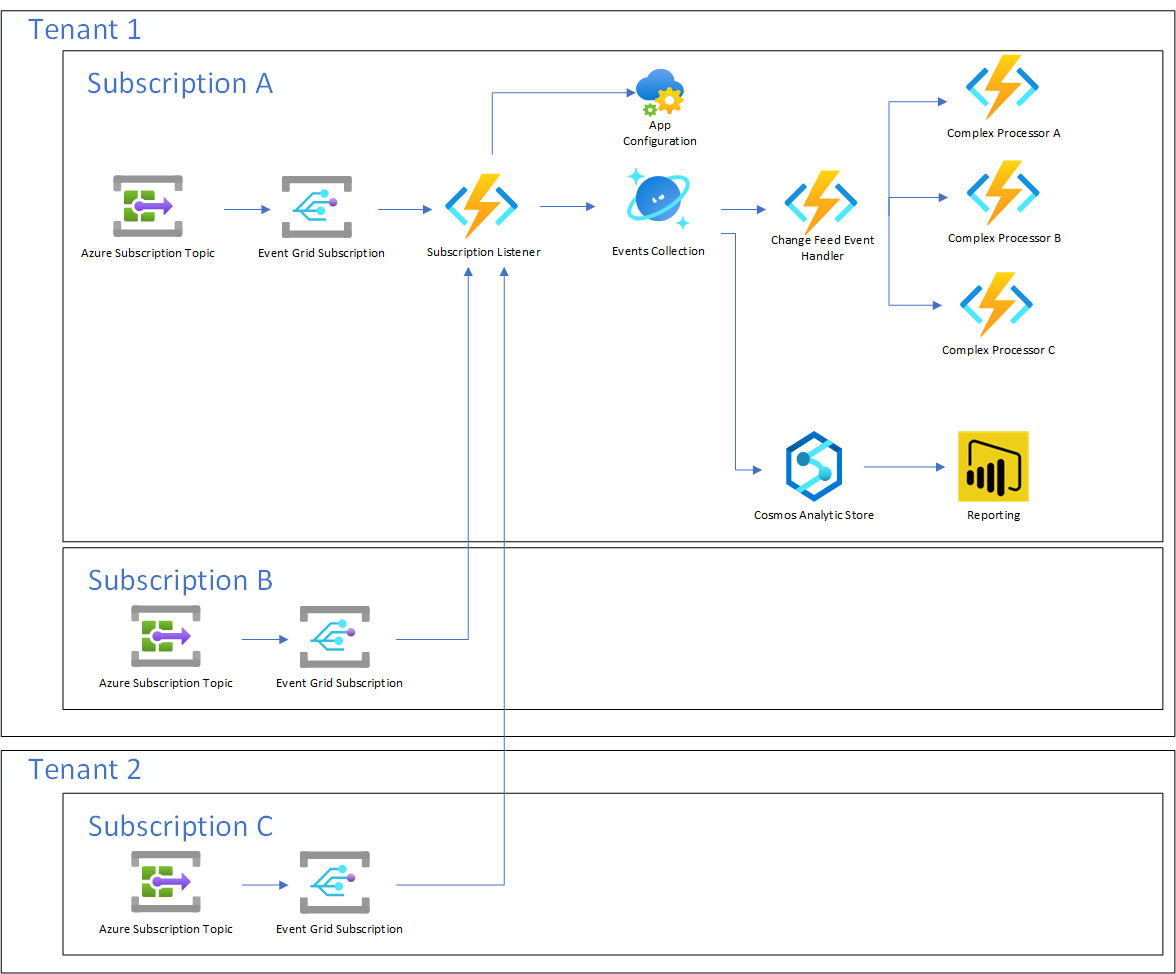 Tenant 1
Subscription A
App
Configuration
Complex Processor A
Azure Subscription Topic
Event Grid Subscription
Subscription Listener
Events Collection
Change Feed Event
Handler
Complex Processor B
Complex Processor C
Cosmos Analytic Store
Reporting
Subscription B
Azure Subscription Topic
Event Grid Subscription
Tenant 2
Subscription C
Azure Subscription Topic
Event Grid Subscription